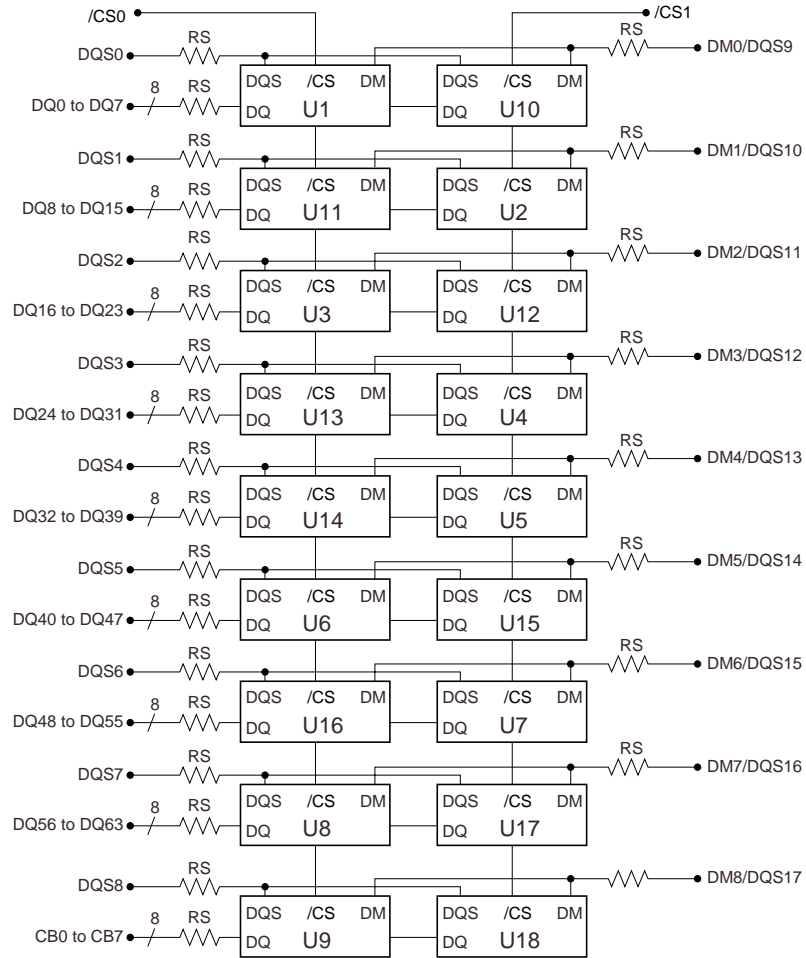 /CS0 /CS1
RS RS
DQS0 DM0/DQS9
DQS /CS DM DQS /CS DM
8 RS
DQ0 to DQ7 DQ U1 DQ U10
RS RS
DQS1 DM1/DQS10
DQS /CS DM DQS /CS DM
8 RS
DQ8 to DQ15 DQ U11 DQ U2
RS RS
DQS2 DM2/DQS11
DQS /CS DM DQS /CS DM
8 RS
DQ16 to DQ23 DQ U3 DQ U12
RS RS
DQS3 DM3/DQS12
DQS /CS DM DQS /CS DM
8 RS
DQ24 to DQ31 DQ U13 DQ U4
RS RS
DQS4 DM4/DQS13
DQS /CS DM DQS /CS DM
8 RS
DQ32 to DQ39 DQ U14 DQ U5
RS RS
DQS5 DM5/DQS14
DQS /CS DM DQS /CS DM
8 RS
DQ40 to DQ47 DQ U6 DQ U15
RS RS
DQS6 DM6/DQS15
DQS /CS DM DQS /CS DM
8 RS
DQ48 to DQ55 DQ U16 DQ U7
RS RS
DQS7 DM7/DQS16
DQS /CS DM DQS /CS DM
8 RS
DQ56 to DQ63 DQ U8 DQ U17
RS
DQS8 DM8/DQS17
DQS /CS DM DQS /CS DM
8 RS
CB0 to CB7 DQ U9 DQ U18